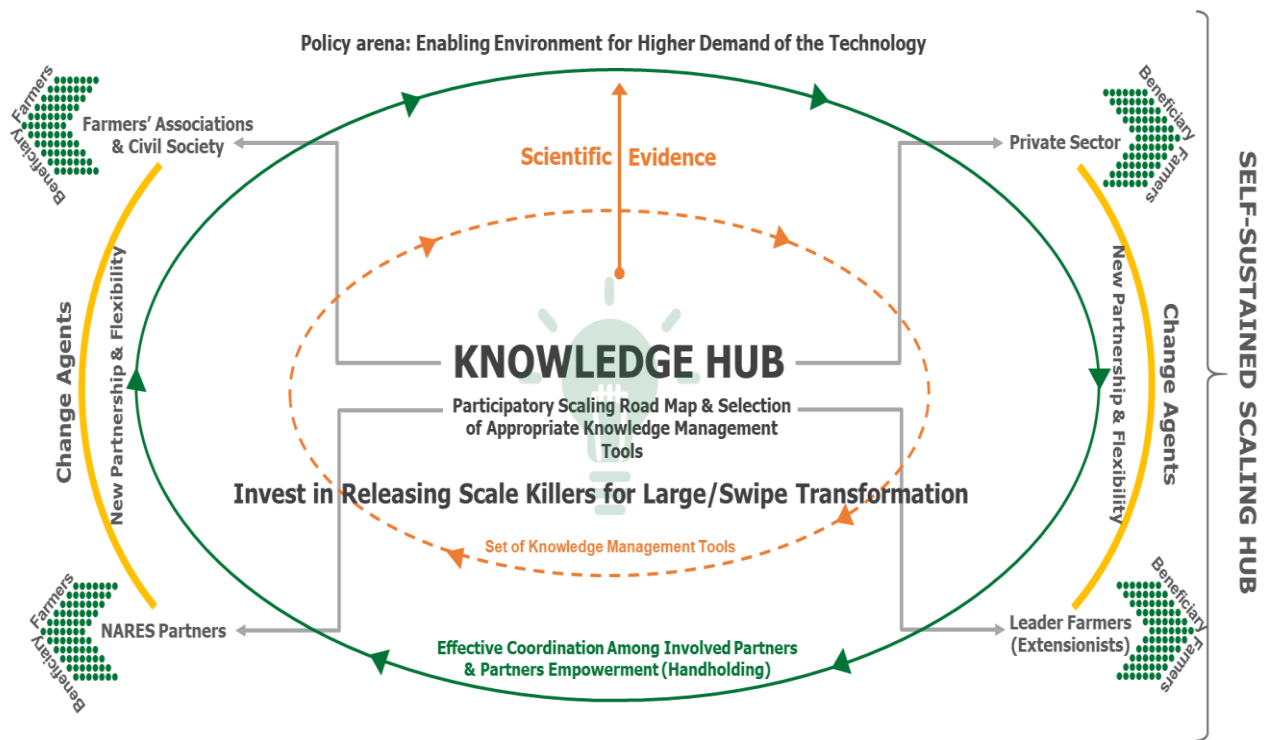 Policy arena: Enabling Environment for Higher Demand of the Technology
Beneficiary Farmers
Farmers' Associations
& Civil Society
Scientific Evidence
Private Sector
Beneficiary Farmers
Change Agents
New Partnership & Flexibility
KNOWLEDGE HUB
Participatory Scaling Road Map & Selection
of Appropriate Knowledge Management
Tools
Invest in Releasing Scale Killers for Large/Swipe Transformation
Set of Knowledge Management Tools
New Partnership & Flexibility
Change Agents
SELF-SUSTAINED SCALING HUB
Beneficiary Farmers
NARES Partners
Effective Coordination Among Involved Partners
& Partners Empowerment (Handholding)
Leader Farmers
(Extensionists)
Beneficiary Farmers